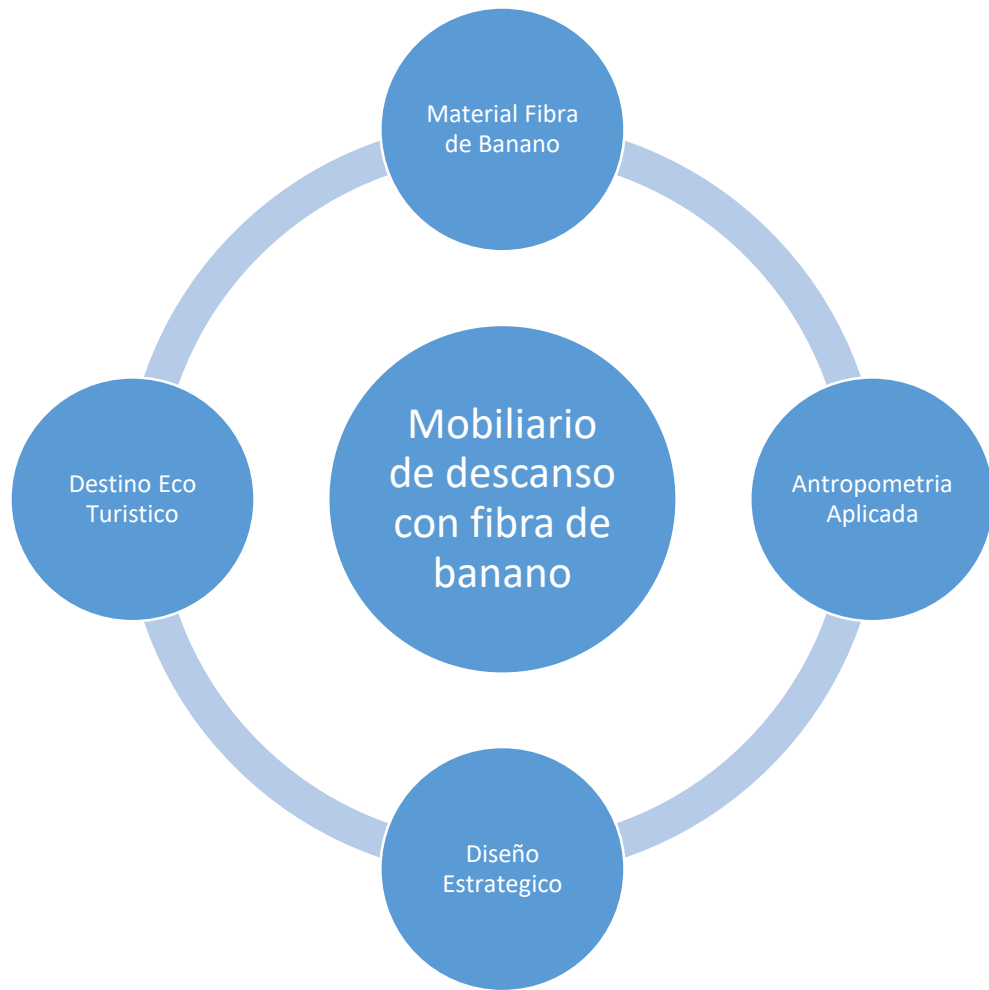 Material Fibra
de Banano
Destino Eco
Turistico
Mobiliario
de descanso
con fibra de
banano
Antropometria
Aplicada
Diseño
Estrategico